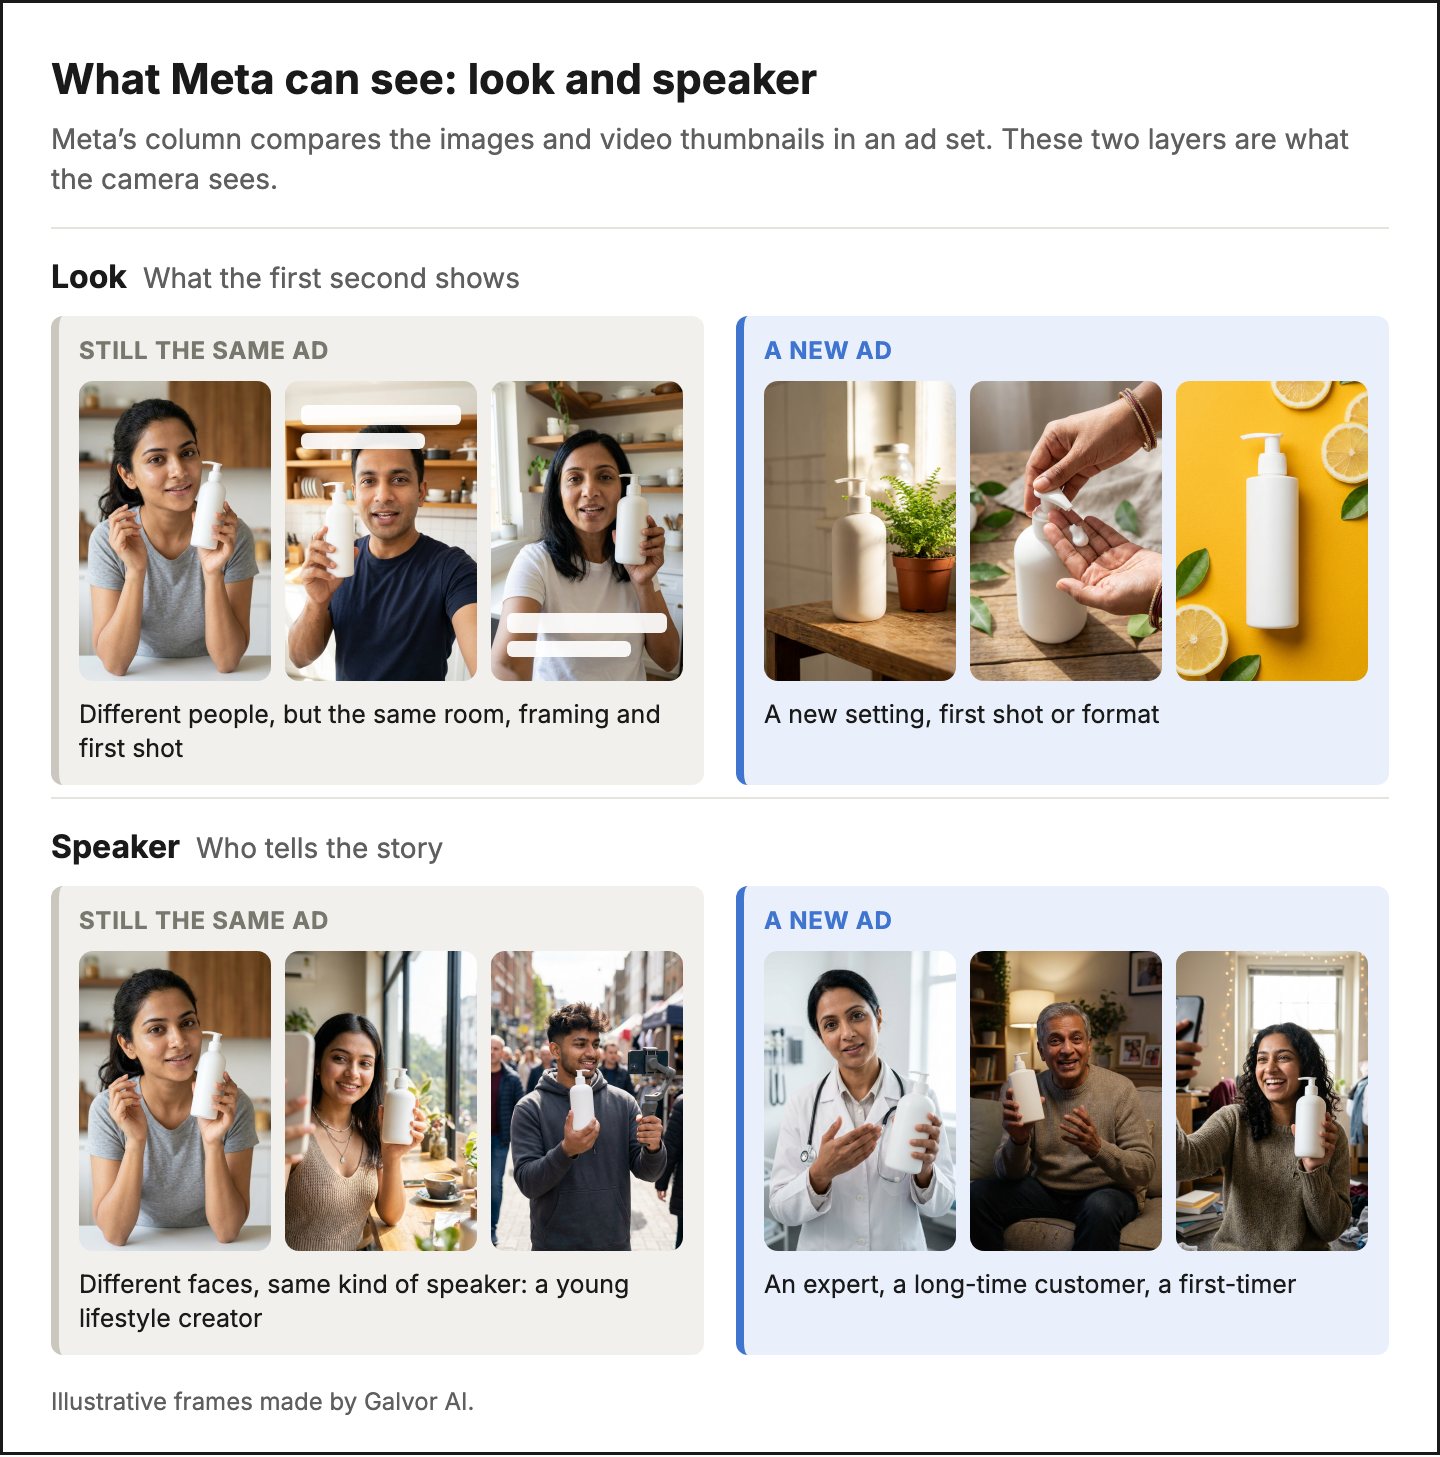 What Meta can see: look and speaker
Meta’s column compares the images and video thumbnails in an ad set. These two layers are what
the camera sees.
Look What the first second shows
STILL THE SAME AD
Different people, but the same room, framing and
first shot
A NEW AD
A new setting, first shot or format
Speaker Who tells the story
STILL THE SAME AD
Different faces, same kind of speaker: a young
lifestyle creator
A NEW AD
An expert, a long-time customer, a first-timer
Illustrative frames made by Galvor AI.